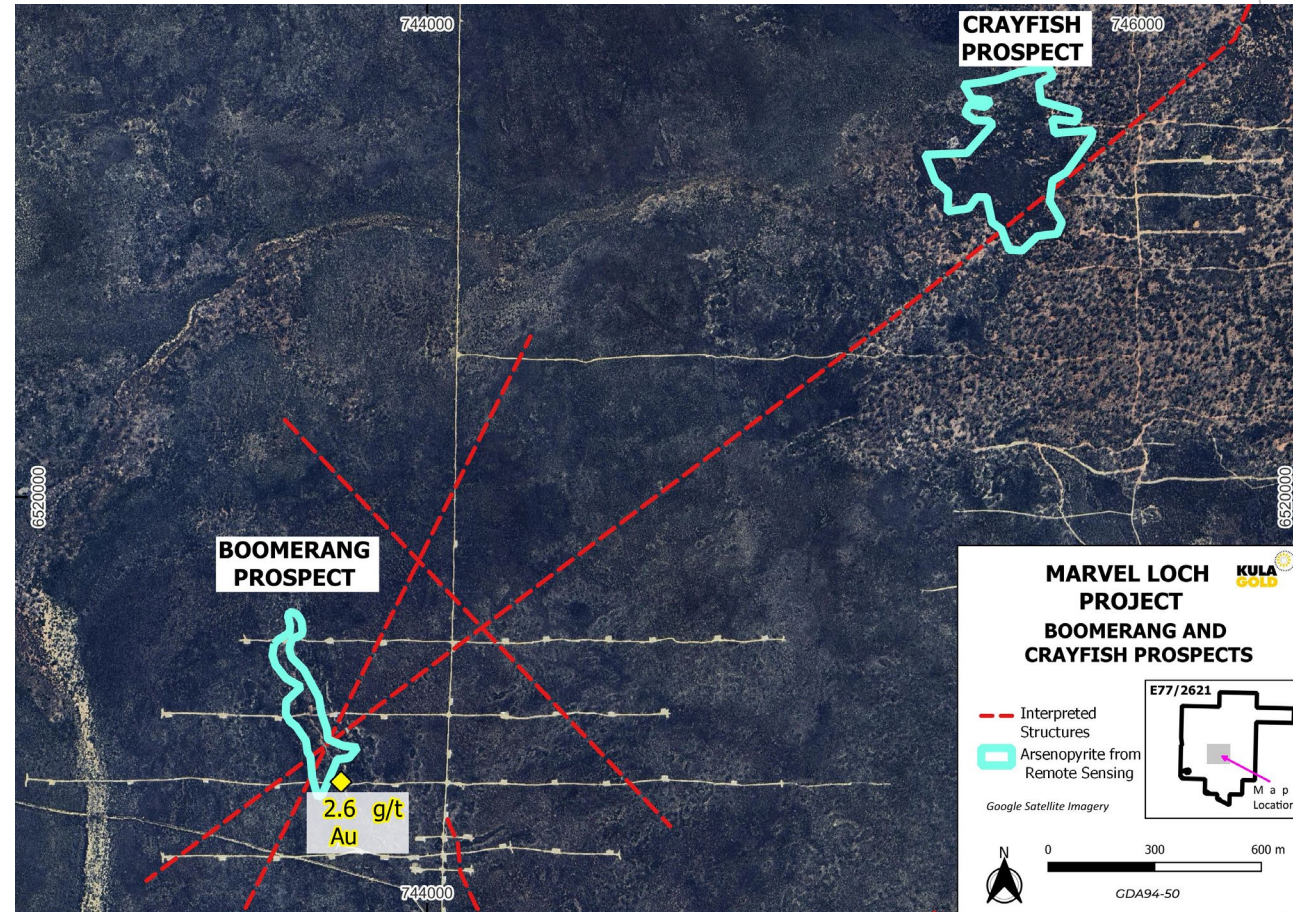 744000
CRAYFISH
PROSPECT
746000
6520000
6520000
BOOMERANG
PROSPECT
2.6 g/t
Au
744000
MARVEL LOCH
PROJECT
KULA
GOLD
BOOMERANG AND
CRAYFISH PROSPECTS
Interpreted
Structures
Arsenopyrite from
Remote Sensing
Google Satellite Imagery
E77/2621
Map
Location
N
0 300 600 m
GDA94-50